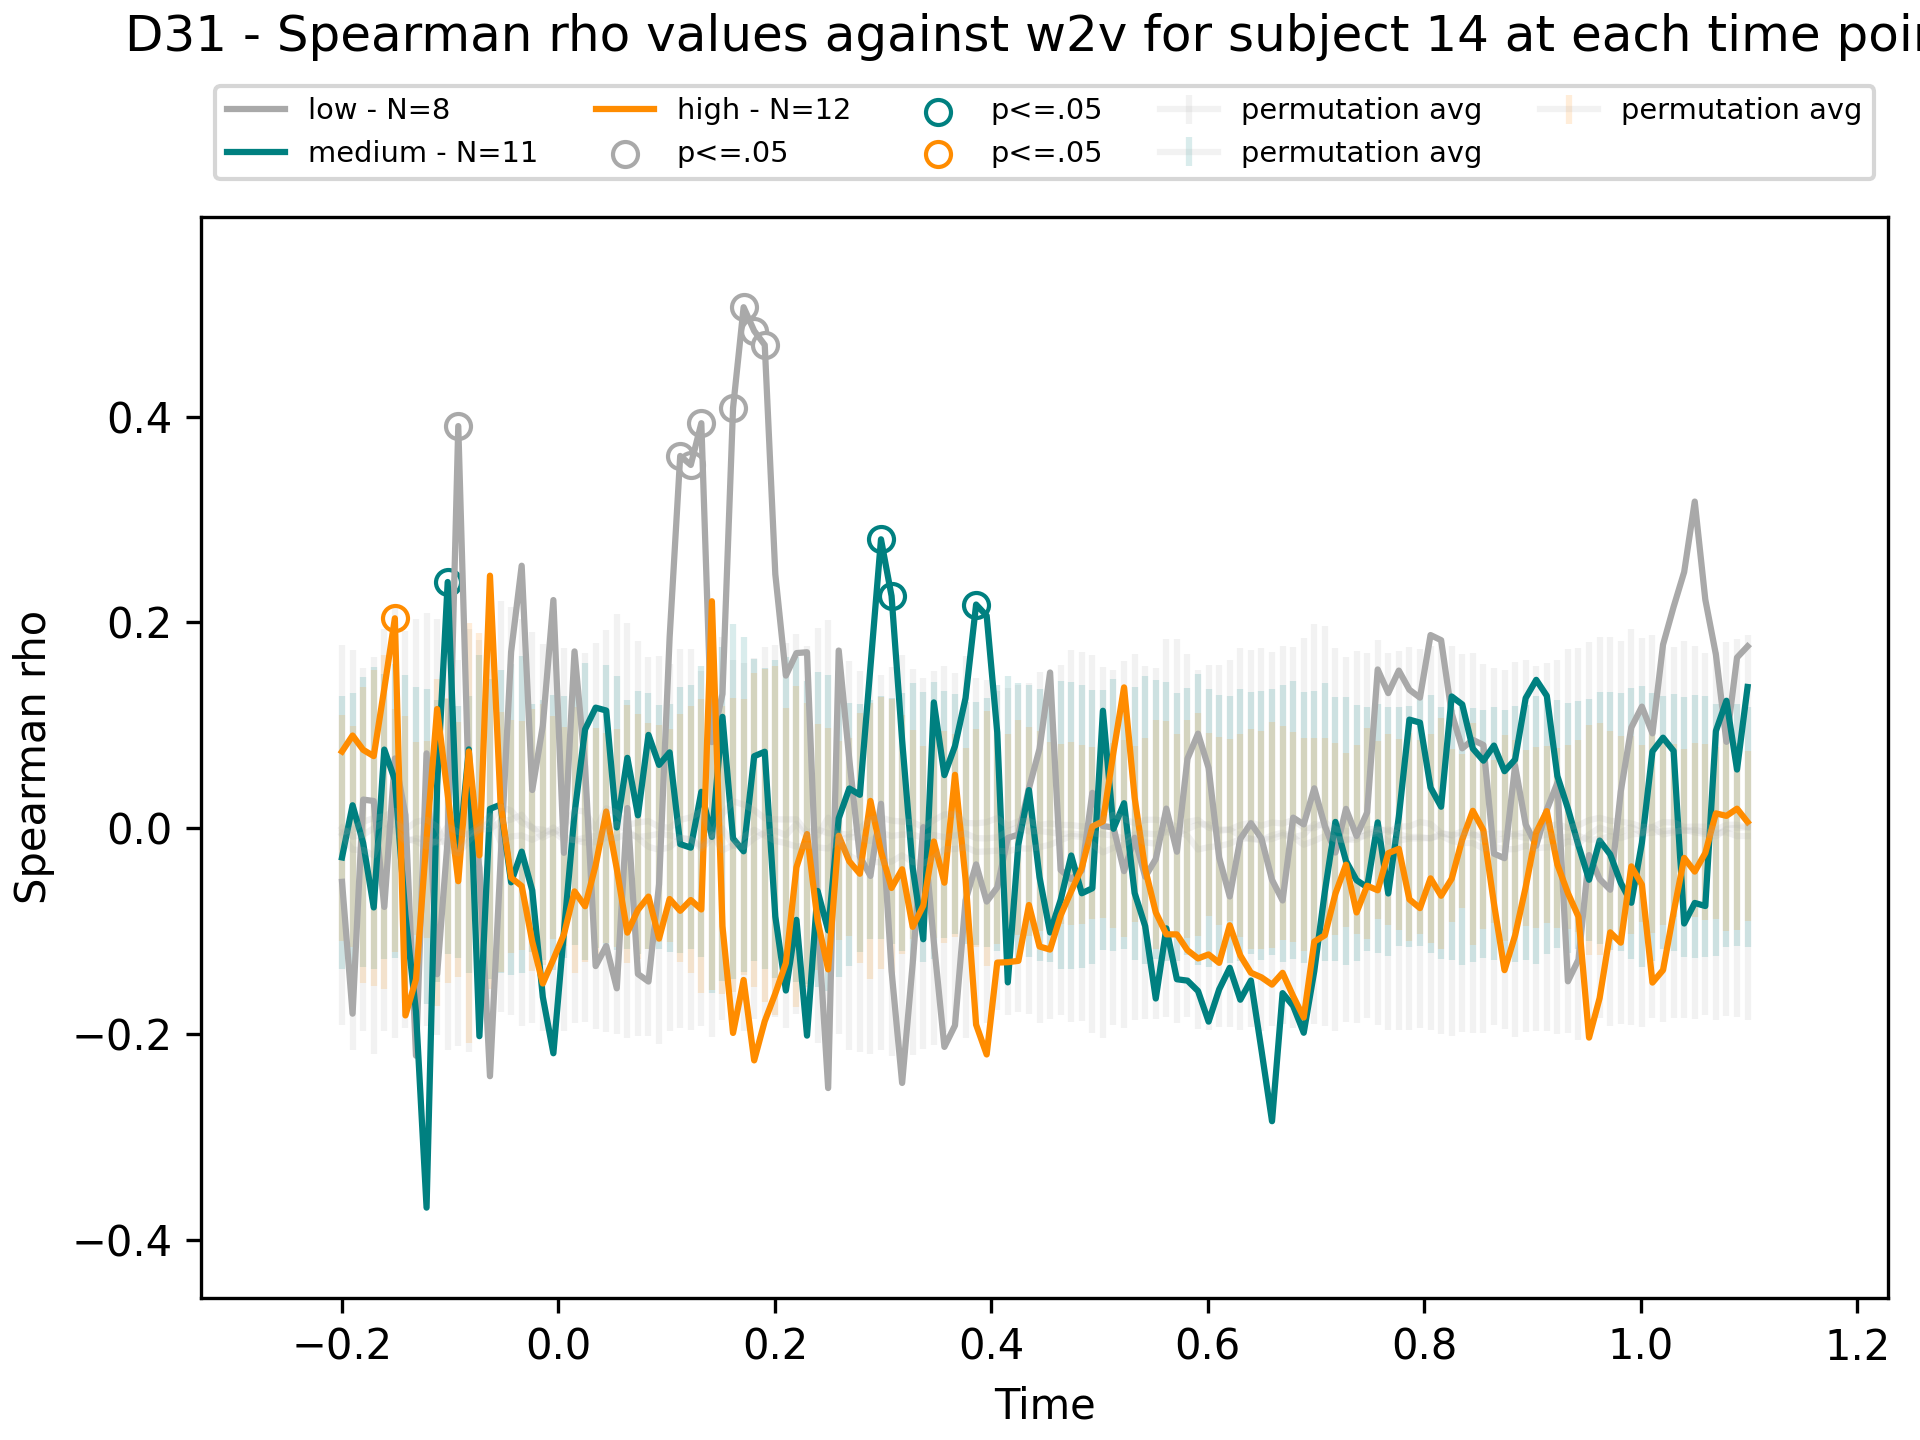 D31 - Spearman rho values against w2v for subject 14 at each time poi
low - N=8
medium - N=11
high - N=12
p<=.05
p<=.05
p<=.05
permutation avg
permutation avg
permutation avg
Spearman rho
0.4
0.2
0.0
−0.2
−0.4
−0.2 0.0 0.2 0.4 0.6 0.8 1.0 1.2
Time